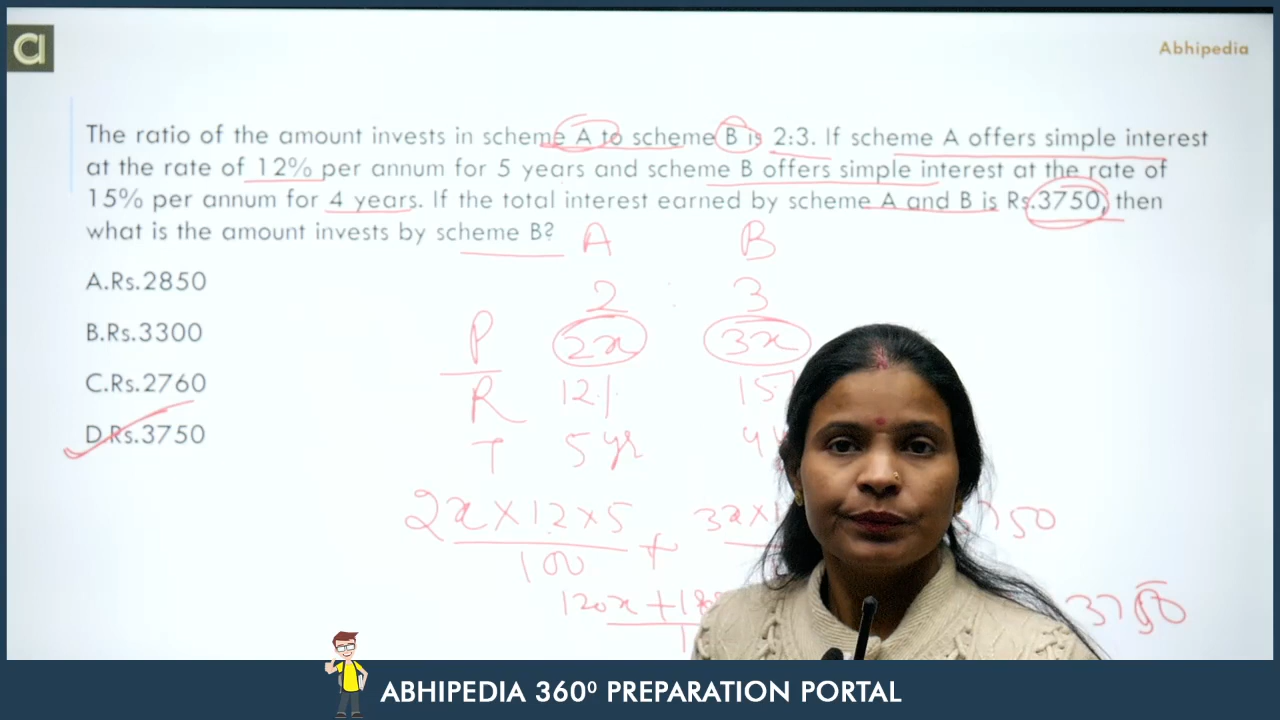 Abhipedia
The ratio of the amount invests in scheme A to scheme B is 2:3. If scheme A offers simple interest
at the rate of 12% per annum for 5 years and scheme B offers simple interest at the rate of
15% per annum for 4 years. If the total interest earned by scheme A and B is Rs.3750, then
what is the amount invests by scheme B?
A B
A.Rs.2850
2 : 3
B.Rs.3300
P 2x 3x
C.Rs.2760
R 12% 15
D.Rs.3750
T 5 yr 4
2x × 12 × 5 + 3x ×
100
120x + 3750
ABHIPEDIA 360⁰ PREPARATION PORTAL